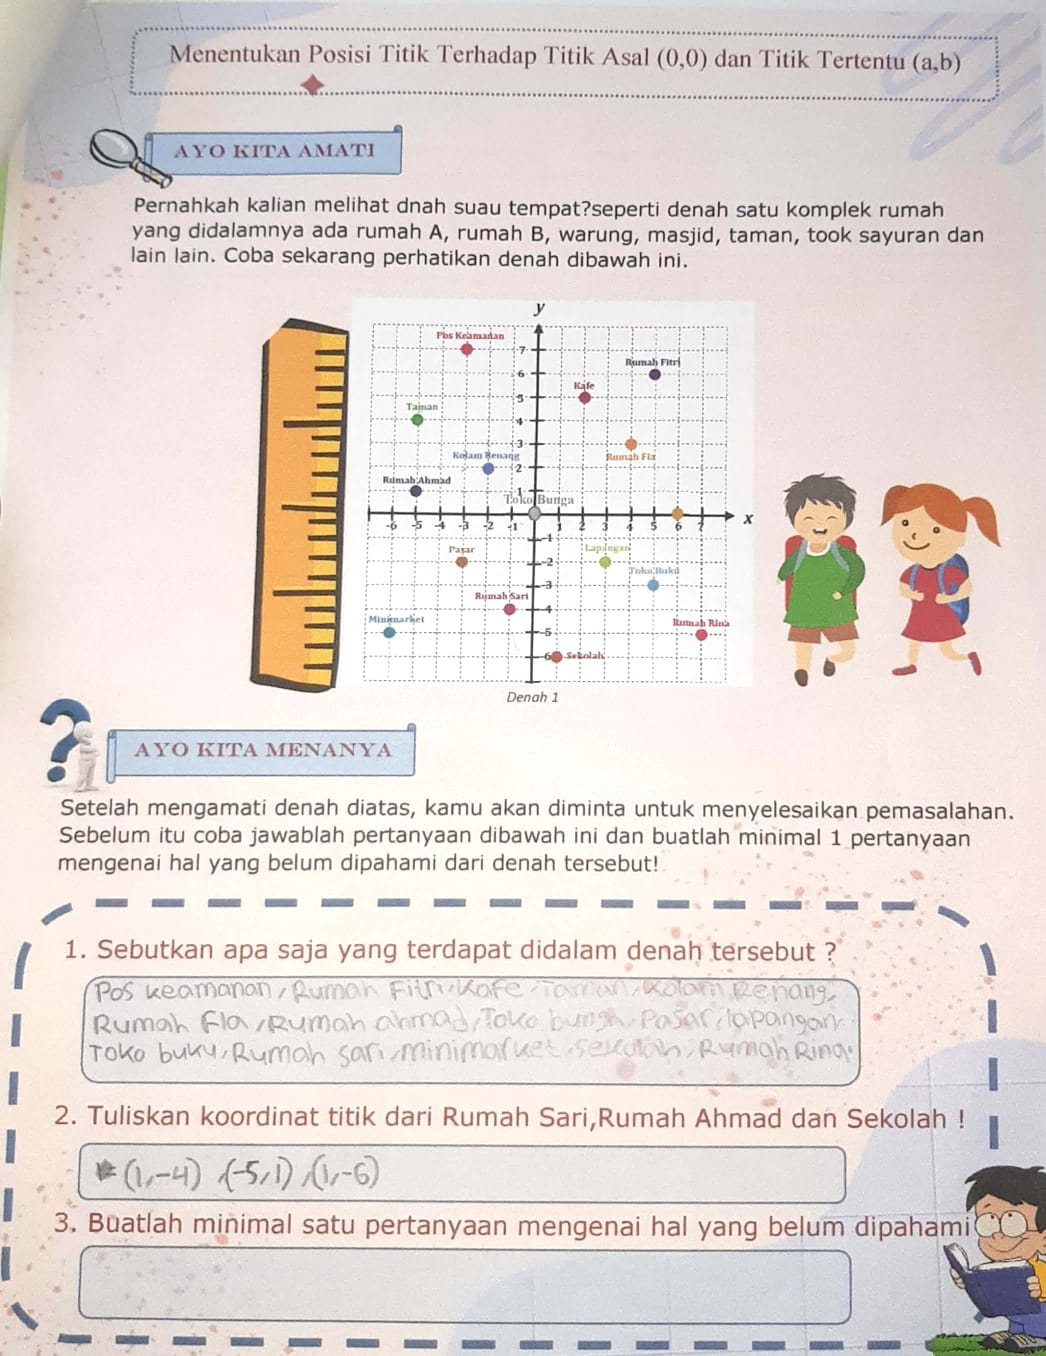 Menentukan Posisi Titik Terhadap Titik Asal (0,0) dan Titik Tertentu (a,b)
AYO KITA AMATI
Pernahkah kalian melihat dnah suau tempat?seperti denah satu komplek rumah
yang didalamnya ada rumah A, rumah B, warung, masjid, taman, took sayuran dan
lain lain. Coba sekarang perhatikan denah dibawah ini.
y
Pos Keamanan
7
Rumah Fitri
6
Kafe
5
Taman
4
3
Kolam Renang
Rumah Fla
2
Rumah Ahmad
1
Toko Bunga
x
-6 -5 -4 -3 -2 -1 1 2 3 4 5 6 7
-1
Pasar
Lapangan
-2
Toko Buku
-3
Rumah Sari
-4
Minimarket
Rumah Rina
-5
-6 Sekolah
Denah 1
?
AYO KITA MENANYA
Setelah mengamati denah diatas, kamu akan diminta untuk menyelesaikan pemasalahan.
Sebelum itu coba jawablah pertanyaan dibawah ini dan buatlah minimal 1 pertanyaan
mengenai hal yang belum dipahami dari denah tersebut!
1. Sebutkan apa saja yang terdapat didalam denah tersebut ?
Pos keamanan, Rumah Fitri, Kafe, Taman, Kolam Renang,
Rumah Fla, Rumah ahmad, Toko bunga, Pasar, lapangan
Toko buku, Rumah sari, minimarket, sekolah, Rumah Rina.
2. Tuliskan koordinat titik dari Rumah Sari,Rumah Ahmad dan Sekolah !
(1,-4) ,(-5,1) ,(1,-6)
3. Buatlah minimal satu pertanyaan mengenai hal yang belum dipahami